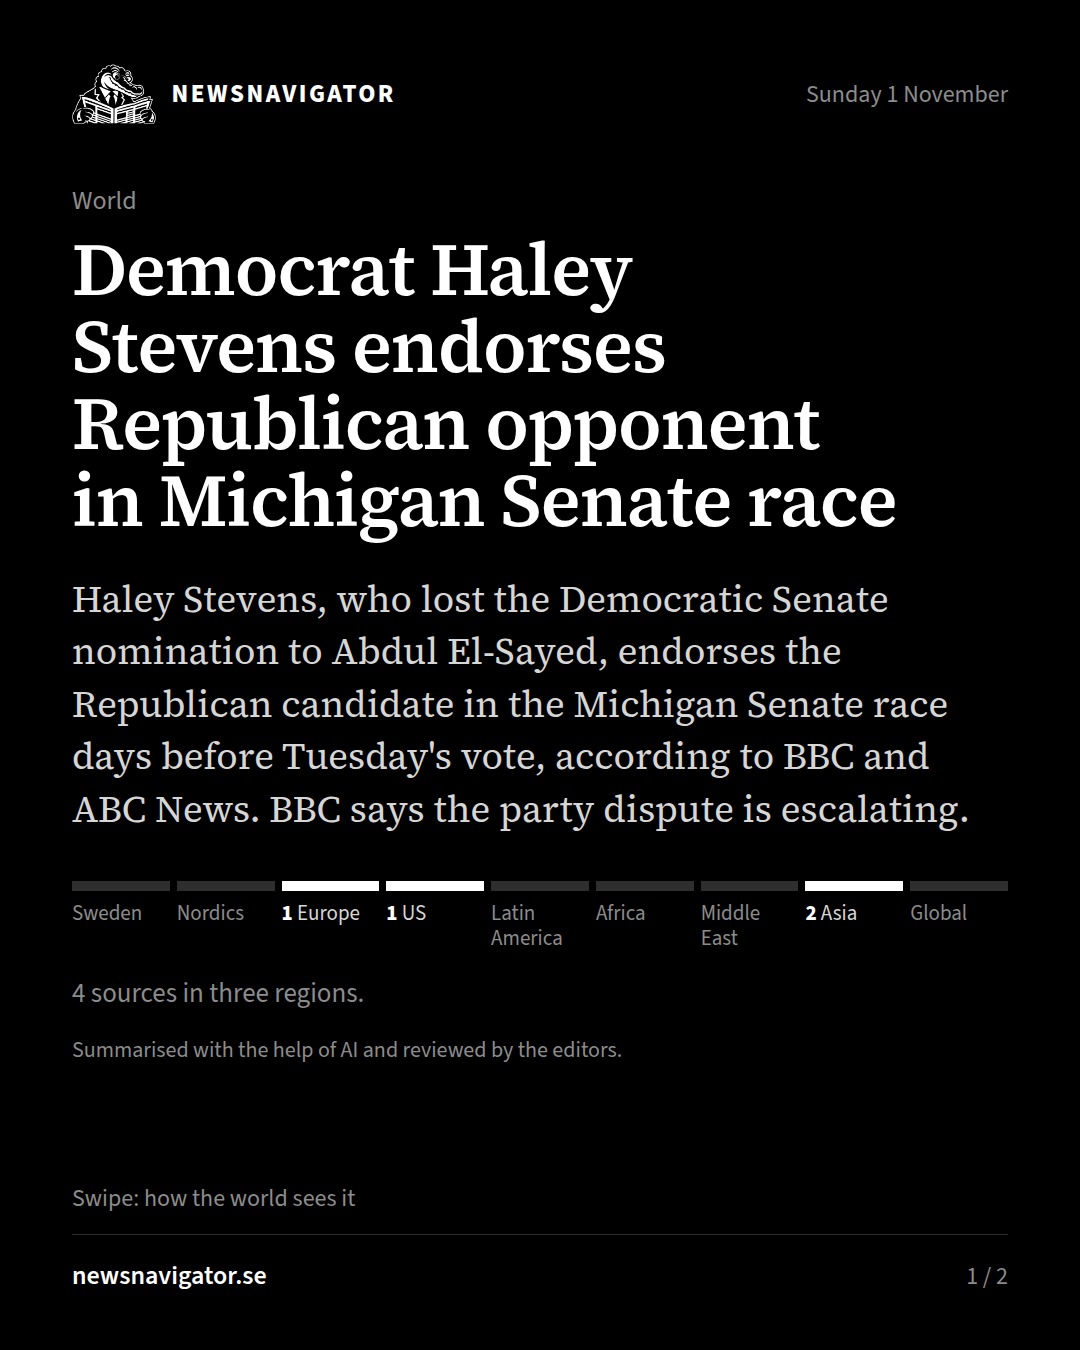 NEWSNAVIGATOR
Sunday 1 November
World
Democrat Haley
Stevens endorses
Republican opponent
in Michigan Senate race
Haley Stevens, who lost the Democratic Senate
nomination to Abdul El-Sayed, endorses the
Republican candidate in the Michigan Senate race
days before Tuesday's vote, according to BBC and
ABC News. BBC says the party dispute is escalating.
Sweden
Nordics
1 Europe
1 US
Latin
America
Africa
Middle
East
2 Asia
Global
4 sources in three regions.
Summarised with the help of AI and reviewed by the editors.
Swipe: how the world sees it
newsnavigator.se
1 / 2